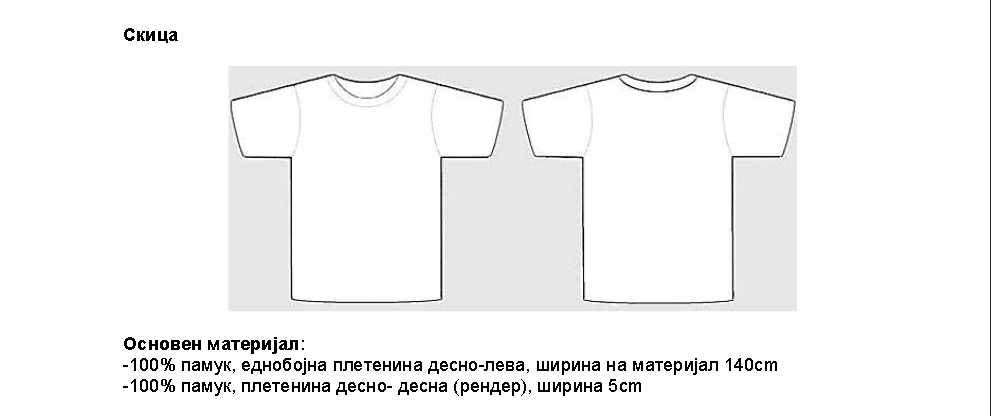 Скица
Основен материјал:
-100% памук, еднобојна плетенина десно-лева, ширина на материјал 140cm
-100% памук, плетенина десно- десна (рендер), ширина 5cm